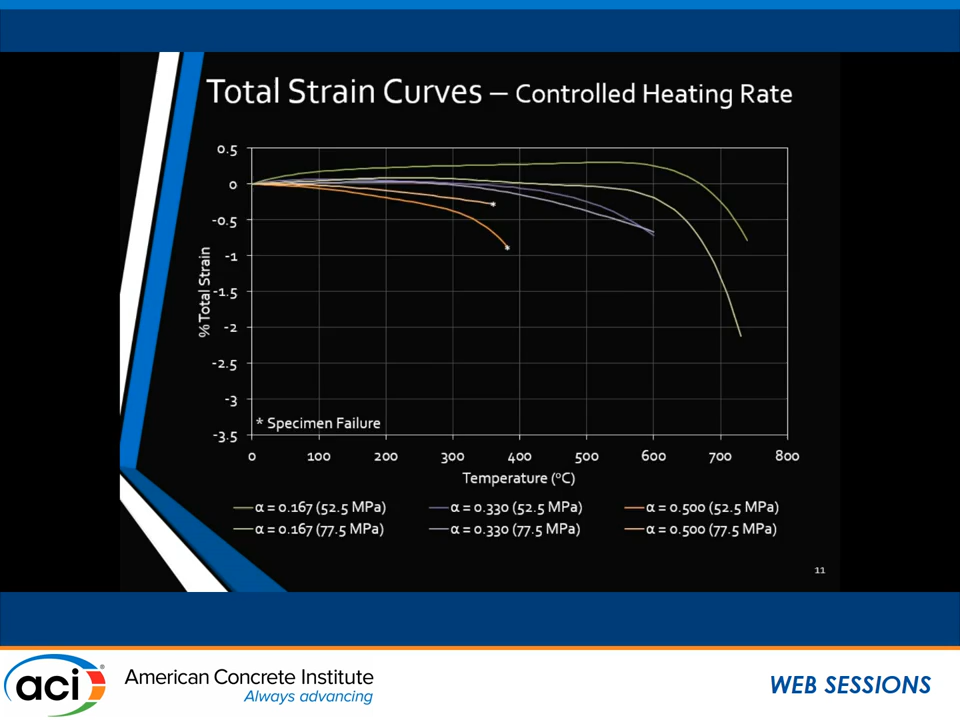 Total Strain Curves – Controlled Heating Rate
0.5
0
-0.5
-1
-1.5
-2
-2.5
-3
-3.5
% Total Strain
*
*
* Specimen Failure
0 100 200 300 400 500 600 700 800
Temperature (°C)
α = 0.167 (52.5 MPa) α = 0.330 (52.5 MPa) α = 0.500 (52.5 MPa)
α = 0.167 (77.5 MPa) α = 0.330 (77.5 MPa) α = 0.500 (77.5 MPa)
11
aci® American Concrete Institute
Always advancing
WEB SESSIONS